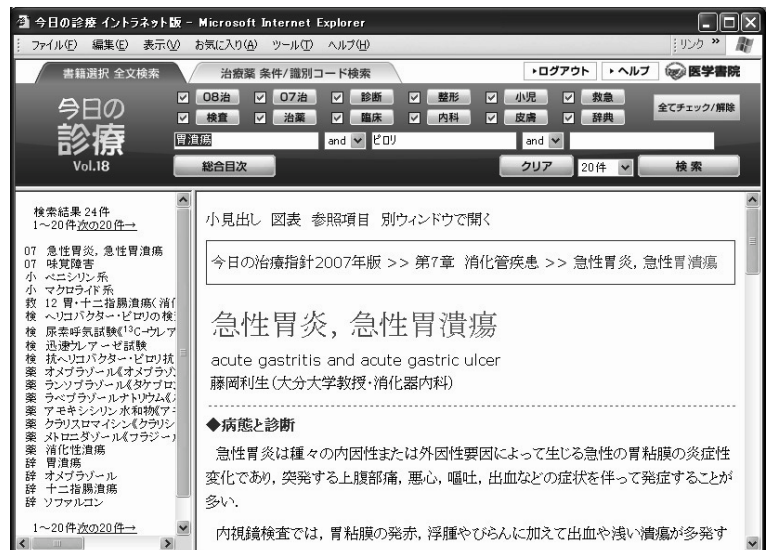 今日の診療 イントラネット版 - Microsoft Internet Explorer
ファイル(F) 編集(E) 表示(V) お気に入り(A) ツール(T) ヘルプ(H) リンク »
書籍選択 全文検索 治療薬 条件/識別コード検索 ▸ログアウト ▸ヘルプ 医学書院
今日の診療 Vol.18
08治 07治 診断 整形 小児 救急 全てチェック/解除
検査 治薬 臨床 内科 皮膚 辞典
胃潰瘍 and ピロリ and
総合目次 クリア 20件 検索
検索結果 24件
1~20件次の20件→
07 急性胃炎, 急性胃潰瘍
07 味覚障害
小 ペニシリン系
小 マクロライド系
救 12 胃・十二指腸潰瘍(消化
検 ヘリコバクター・ピロリの検
検 尿素呼気試験《¹³C-ウレア
検 迅速ウレアーゼ試験
検 抗ヘリコバクター・ピロリ抗
薬 オメプラゾール《オメプラゾ
薬 ランソプラゾール《タケプロ
薬 ラベプラゾールナトリウム
薬 アモキシシリン水和物《アモ
薬 クラリスロマイシン《クラリシ
薬 メトロニダゾール《フラジー
薬 消化性潰瘍
辞 胃潰瘍
辞 オメプラゾール
辞 十二指腸潰瘍
辞 ソファルコン
1~20件次の20件→
小見出し 図表 参照項目 別ウィンドウで開く
今日の治療指針2007年版 >> 第7章 消化管疾患 >> 急性胃炎, 急性胃潰瘍
急性胃炎, 急性胃潰瘍
acute gastritis and acute gastric ulcer
藤岡利生(大分大学教授・消化器内科)
◆病態と診断
急性胃炎は種々の内因性または外因性要因によって生じる急性の胃粘膜の炎症性
変化であり, 突発する上腹部痛, 悪心, 嘔吐, 出血などの症状を伴って発症することが
多い.
内視鏡検査では, 胃粘膜の発赤, 浮腫やびらんに加えて出血や浅い潰瘍が多発す